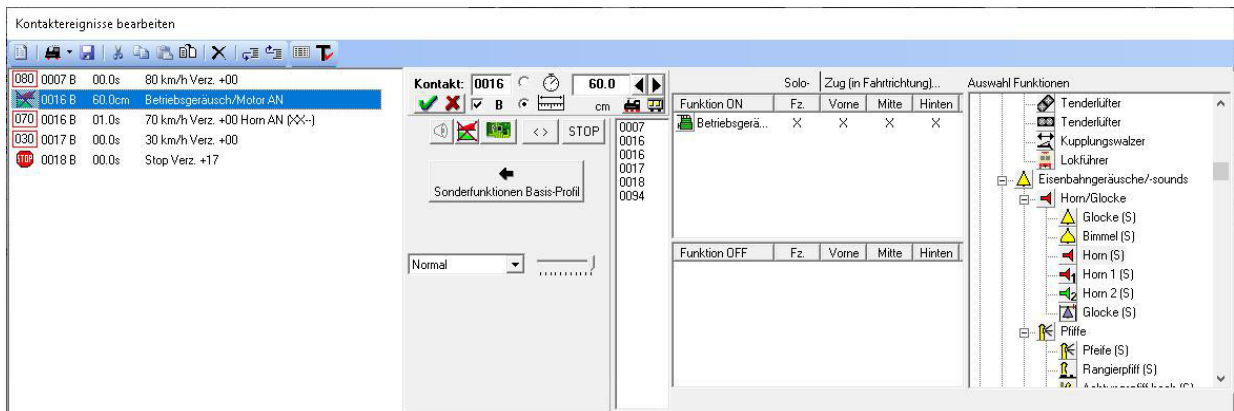 Kontaktereignisse bearbeiten
080 0007 B 00.0s 80 km/h Verz. +00
0016 B 60.0cm Betriebsgeräusch/Motor AN
070 0016 B 01.0s 70 km/h Verz. +00 Horn AN (XX--)
030 0017 B 00.0s 30 km/h Verz. +00
STOP 0018 B 00.0s Stop Verz. +17
Kontakt: 0016 60.0
B cm
<> STOP
Sonderfunktionen Basis-Profil
Normal
0007
0016
0016
0017
0018
0094
Solo- Zug (in Fahrtrichtung)...
Funktion ON Fz. Vorne Mitte Hinten
Betriebsgerä... X X X X
Funktion OFF Fz. Vorne Mitte Hinten
Auswahl Funktionen
Tenderlüfter
Tenderlüfter
Kupplungswalzer
Lokführer
Eisenbahngeräusche/-sounds
Horn/Glocke
Glocke (S)
Bimmel (S)
Horn (S)
1 Horn 1 (S)
2 Horn 2 (S)
Glocke (S)
Pfiffe
Pfeife (S)
Rangierpfiff (S)